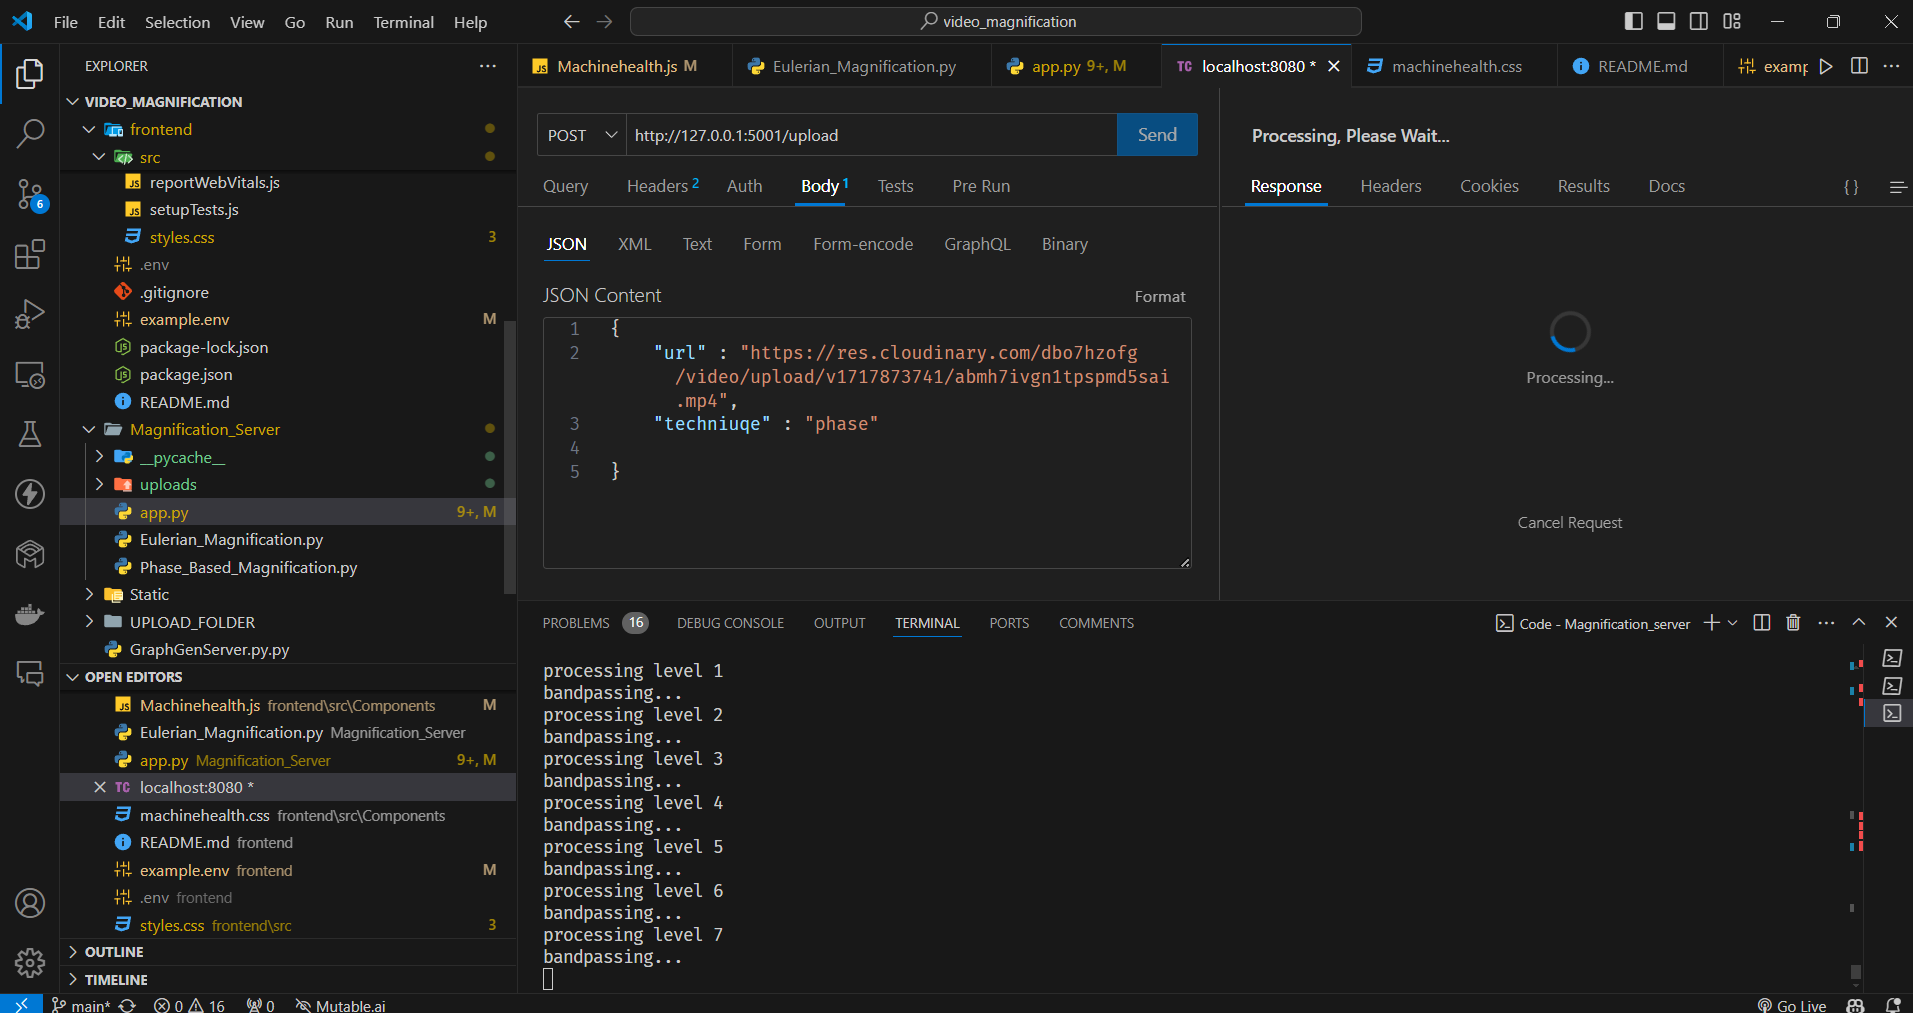 File Edit Selection View Go Run Terminal Help
video_magnification
EXPLORER
VIDEO_MAGNIFICATION
frontend
src
reportWebVitals.js
setupTests.js
styles.css 3
.env
.gitignore
example.env M
package-lock.json
package.json
README.md
Magnification_Server
__pycache__
uploads
app.py 9+, M
Eulerian_Magnification.py
Phase_Based_Magnification.py
Static
UPLOAD_FOLDER
GraphGenServer.py.py
OPEN EDITORS
Machinehealth.js frontend\src\Components M
Eulerian_Magnification.py Magnification_Server
app.py Magnification_Server 9+, M
TC localhost:8080 *
machinehealth.css frontend\src\Components
README.md frontend
example.env frontend M
.env frontend
styles.css frontend\src 3
OUTLINE
TIMELINE
6
Machinehealth.js M
Eulerian_Magnification.py
app.py 9+, M
TC localhost:8080 *
machinehealth.css
README.md
examp
POST http://127.0.0.1:5001/upload Send
Query Headers 2 Auth Body 1 Tests Pre Run
JSON XML Text Form Form-encode GraphQL Binary
JSON Content Format
1 {
2 "url" : "https://res.cloudinary.com/dbo7hzofg
/video/upload/v1717873741/abmh7ivgn1tpspmd5sai
.mp4",
3 "techniuqe" : "phase"
4
5 }
Processing, Please Wait...
Response Headers Cookies Results Docs { }
Processing...
Cancel Request
PROBLEMS 16 DEBUG CONSOLE OUTPUT TERMINAL PORTS COMMENTS
Code - Magnification_server
processing level 1
bandpassing...
processing level 2
bandpassing...
processing level 3
bandpassing...
processing level 4
bandpassing...
processing level 5
bandpassing...
processing level 6
bandpassing...
processing level 7
bandpassing...
main* 0 16 0 Mutable.ai Go Live